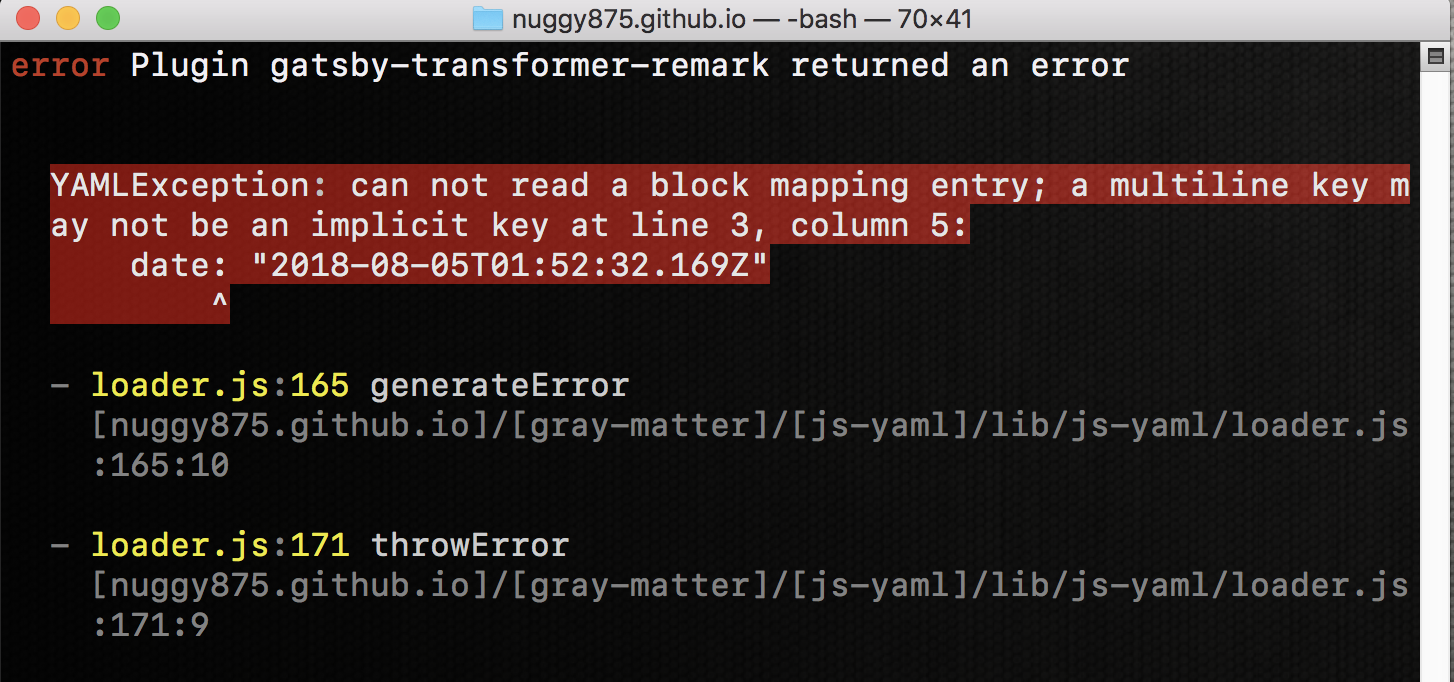 nuggy875.github.io — -bash — 70×41
error Plugin gatsby-transformer-remark returned an error
YAMLException: can not read a block mapping entry; a multiline key m
ay not be an implicit key at line 3, column 5:
date: "2018-08-05T01:52:32.169Z"
^
- loader.js:165 generateError
[nuggy875.github.io]/[gray-matter]/[js-yaml]/lib/js-yaml/loader.js
:165:10
- loader.js:171 throwError
[nuggy875.github.io]/[gray-matter]/[js-yaml]/lib/js-yaml/loader.js
:171:9